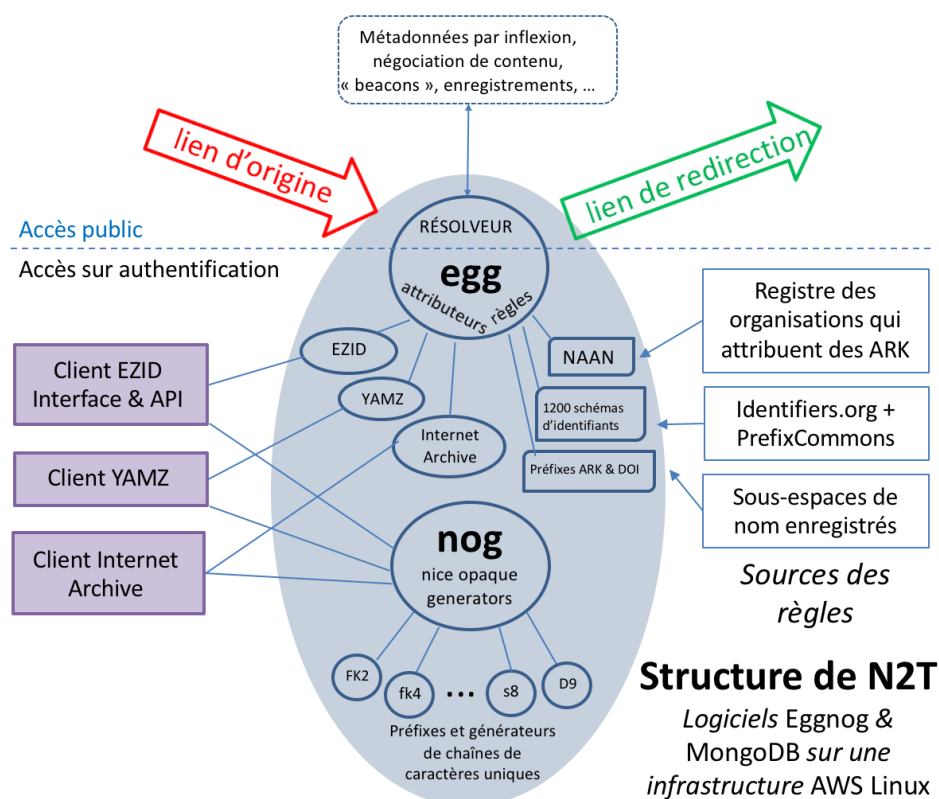 Métadonnées par inflexion,
négociation de contenu,
« beacons », enregistrements, …
lien d’origine
lien de redirection
Accès public
Accès sur authentification
RÉSOLVEUR
egg
attributeurs
règles
EZID
YAMZ
Internet
Archive
NAAN
1200 schémas
d’identifiants
Préfixes ARK & DOI
Registre des
organisations qui
attribuent des ARK
Identifiers.org +
PrefixCommons
Sous-espaces de
nom enregistrés
Sources des
règles
Client EZID
Interface & API
Client YAMZ
Client Internet
Archive
nog
nice opaque
generators
FK2
fk4
…
s8
D9
Préfixes et générateurs
de chaînes de
caractères uniques
Structure de N2T
Logiciels Eggnog &
MongoDB sur une
infrastructure AWS Linux